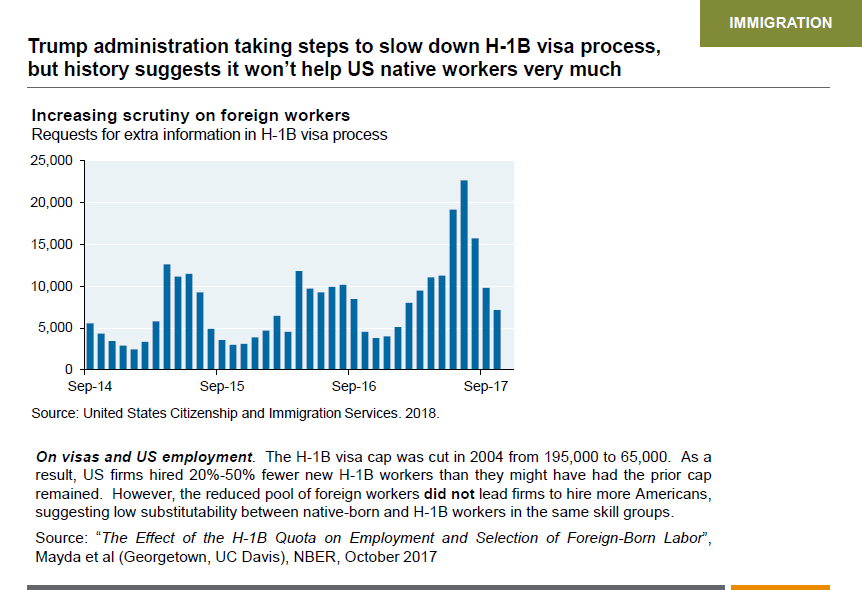 IMMIGRATION
Trump administration taking steps to slow down H-1B visa process,
but history suggests it won't help US native workers very much
Increasing scrutiny on foreign workers
Requests for extra information in H-1B visa process
25,000
20,000
15,000
10,000
5,000
0
Sep-14 Sep-15 Sep-16 Sep-17
Source: United States Citizenship and Immigration Services. 2018.
On visas and US employment. The H-1B visa cap was cut in 2004 from 195,000 to 65,000. As a
result, US firms hired 20%-50% fewer new H-1B workers than they might have had the prior cap
remained. However, the reduced pool of foreign workers did not lead firms to hire more Americans,
suggesting low substitutability between native-born and H-1B workers in the same skill groups.
Source: "The Effect of the H-1B Quota on Employment and Selection of Foreign-Born Labor",
Mayda et al (Georgetown, UC Davis), NBER, October 2017